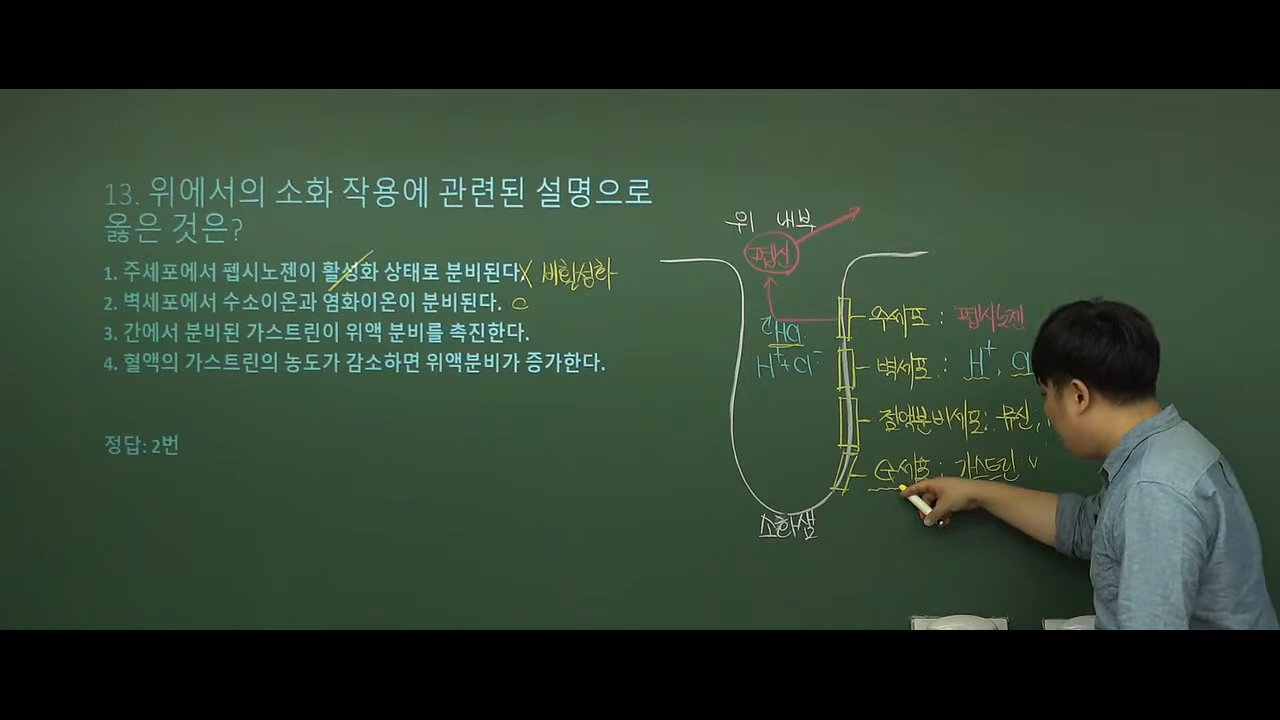 13. 위에서의 소화 작용에 관련된 설명으로
옳은 것은?
1. 주세포에서 펩시노젠이 활성화 상태로 분비된다. X 비활성화
2. 벽세포에서 수소이온과 염화이온이 분비된다. O
3. 간에서 분비된 가스트린이 위액 분비를 촉진한다.
4. 혈액의 가스트린의 농도가 감소하면 위액분비가 증가한다.
정답: 2번
위 내부
펩신
HCl
H⁺+Cl⁻
소화샘
주세포 : 펩시노젠
벽세포 : H⁺, Cl
점액분비세포 : 뮤신,
G세포 : 가스트린 v